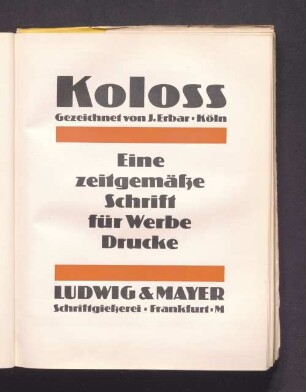 Koloss
Gezeichnet von J. Erbar · Köln
Eine
zeitgemäße
Schrift
für Werbe
Drucke
LUDWIG & MAYER
Schriftgießerei · Frankfurt · M